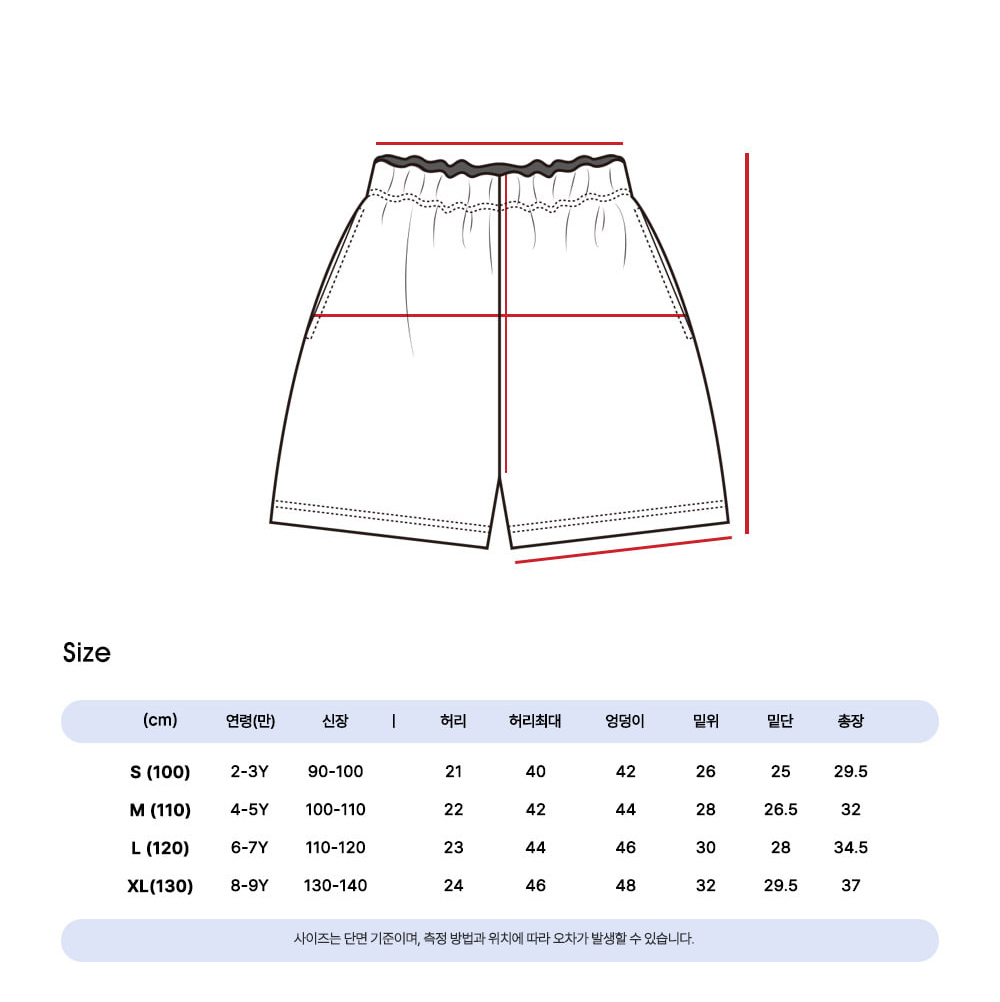 Size
(cm) 연령(만) 신장 | 허리 허리최대 엉덩이 밑위 밑단 총장
S (100) 2-3Y 90-100 21 40 42 26 25 29.5
M (110) 4-5Y 100-110 22 42 44 28 26.5 32
L (120) 6-7Y 110-120 23 44 46 30 28 34.5
XL(130) 8-9Y 130-140 24 46 48 32 29.5 37
사이즈는 단면 기준이며, 측정 방법과 위치에 따라 오차가 발생할 수 있습니다.